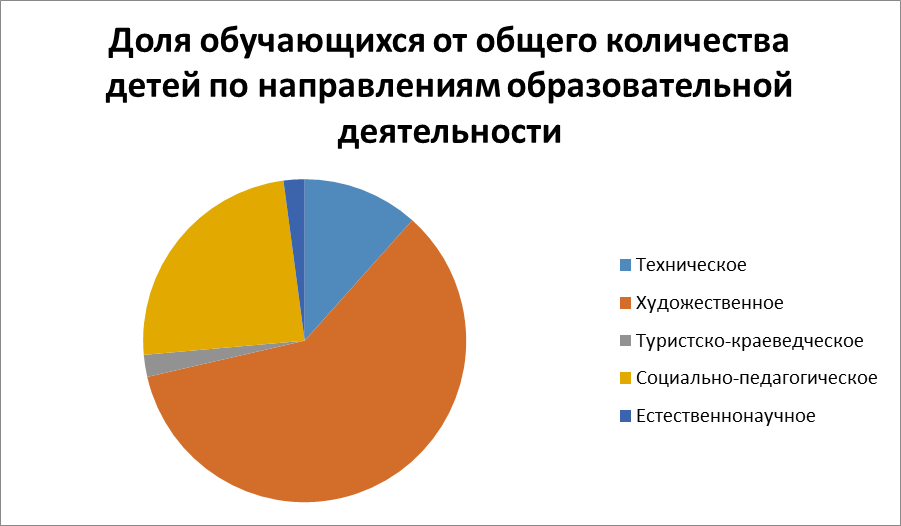 Доля обучающихся от общего количества
детей по направлениям образовательной
деятельности
Техническое
Художественное
Туристско-краеведческое
Социально-педагогическое
Естественнонаучное